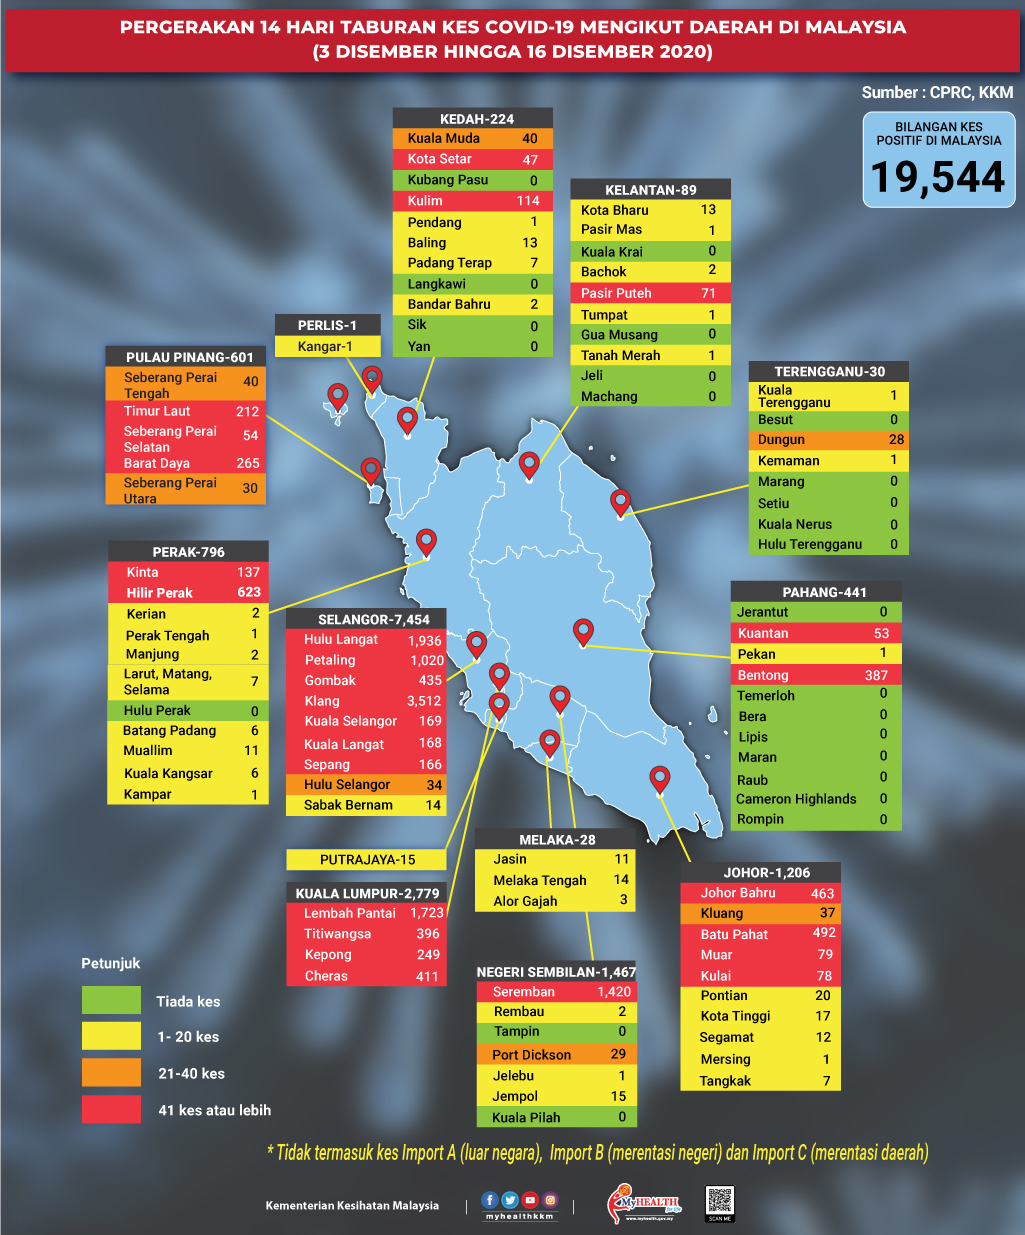 PERGERAKAN 14 HARI TABURAN KES COVID-19 MENGIKUT DAERAH DI MALAYSIA
(3 DISEMBER HINGGA 16 DISEMBER 2020)
Sumber : CPRC, KKM
BILANGAN KES
POSITIF DI MALAYSIA
19,544
KEDAH-224
Kuala Muda 40
Kota Setar 47
Kubang Pasu 0
Kulim 114
Pendang 1
Baling 13
Padang Terap 7
Langkawi 0
Bandar Bahru 2
Sik 0
Yan 0
KELANTAN-89
Kota Bharu 13
Pasir Mas 1
Kuala Krai 0
Bachok 2
Pasir Puteh 71
Tumpat 1
Gua Musang 0
Tanah Merah 1
Jeli 0
Machang 0
PERLIS-1
Kangar-1
PULAU PINANG-601
Seberang Perai
Tengah 40
Timur Laut 212
Seberang Perai
Selatan 54
Barat Daya 265
Seberang Perai
Utara 30
TERENGGANU-30
Kuala
Terengganu 1
Besut 0
Dungun 28
Kemaman 1
Marang 0
Setiu 0
Kuala Nerus 0
Hulu Terengganu 0
PERAK-796
Kinta 137
Hilir Perak 623
Kerian 2
Perak Tengah 1
Manjung 2
Larut, Matang,
Selama 7
Hulu Perak 0
Batang Padang 6
Muallim 11
Kuala Kangsar 6
Kampar 1
SELANGOR-7,454
Hulu Langat 1,936
Petaling 1,020
Gombak 435
Klang 3,512
Kuala Selangor 169
Kuala Langat 168
Sepang 166
Hulu Selangor 34
Sabak Bernam 14
PAHANG-441
Jerantut 0
Kuantan 53
Pekan 1
Bentong 387
Temerloh 0
Bera 0
Lipis 0
Maran 0
Raub 0
Cameron Highlands 0
Rompin 0
PUTRAJAYA-15
KUALA LUMPUR-2,779
Lembah Pantai 1,723
Titiwangsa 396
Kepong 249
Cheras 411
MELAKA-28
Jasin 11
Melaka Tengah 14
Alor Gajah 3
NEGERI SEMBILAN-1,467
Seremban 1,420
Rembau 2
Tampin 0
Port Dickson 29
Jelebu 1
Jempol 15
Kuala Pilah 0
JOHOR-1,206
Johor Bahru 463
Kluang 37
Batu Pahat 492
Muar 79
Kulai 78
Pontian 20
Kota Tinggi 17
Segamat 12
Mersing 1
Tangkak 7
Petunjuk
Tiada kes
1- 20 kes
21-40 kes
41 kes atau lebih
* Tidak termasuk kes Import A (luar negara), Import B (merentasi negeri) dan Import C (merentasi daerah)
Kementerian Kesihatan Malaysia
myhealthkkm
MyHEALTH
for life
www.myhealth.gov.my
SCAN ME